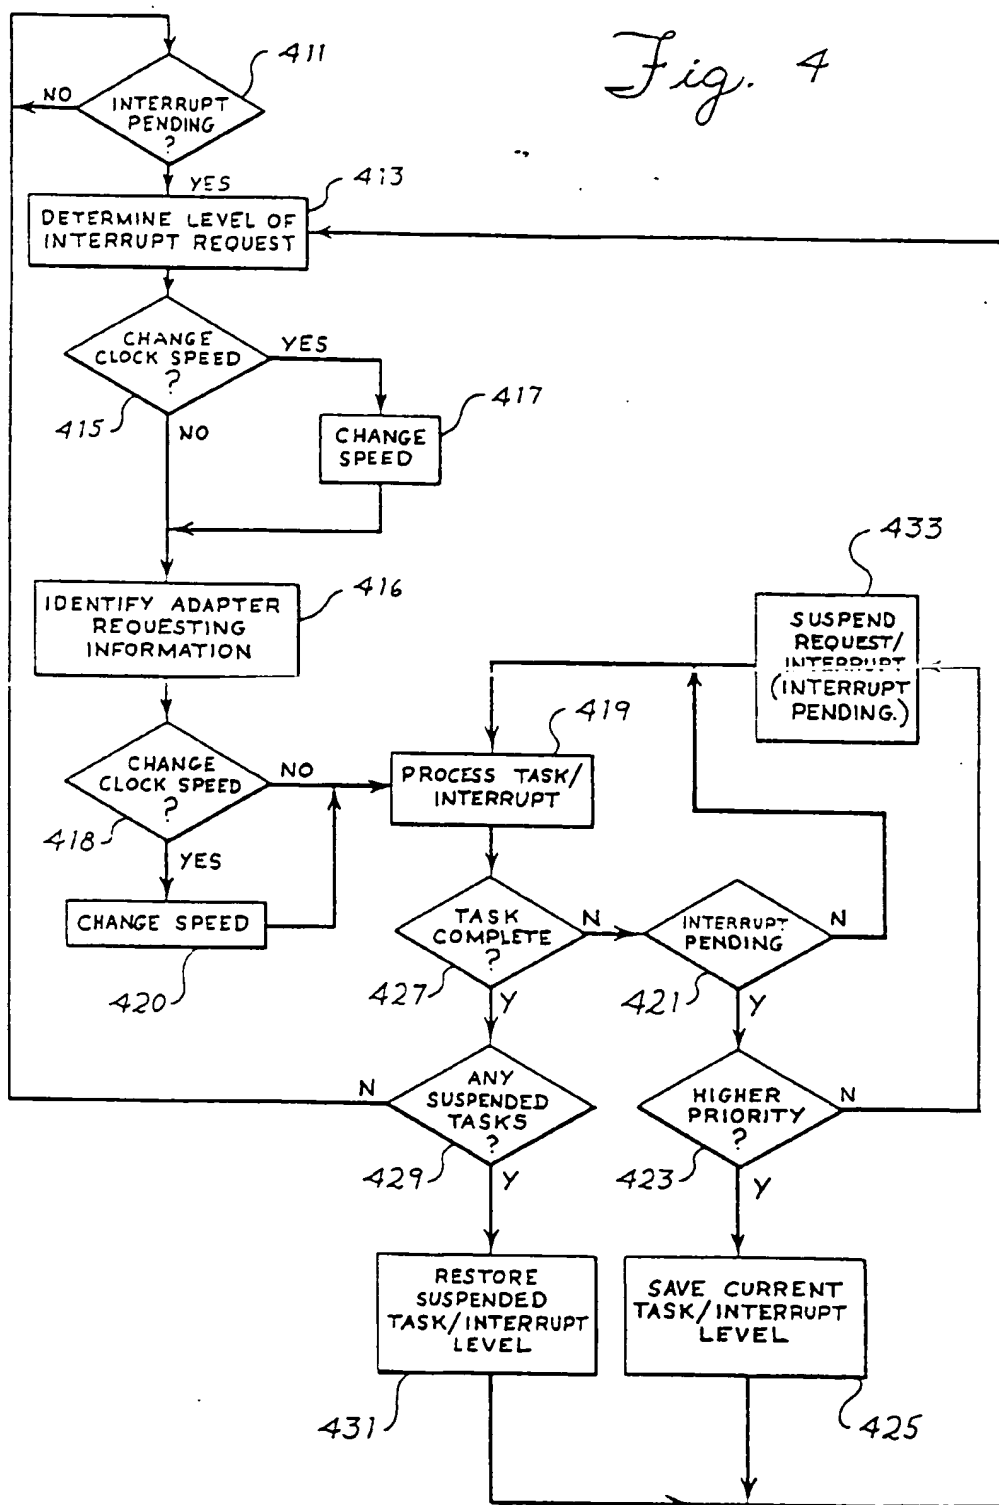 Fig. 4
411
INTERRUPT
PENDING
?
NO
YES
413
DETERMINE LEVEL OF
INTERRUPT REQUEST
CHANGE
CLOCK SPEED
?
YES
415
NO
417
CHANGE
SPEED
416
IDENTIFY ADAPTER
REQUESTING
INFORMATION
433
SUSPEND
REQUEST/
INTERRUPT
(INTERRUPT
PENDING.)
CHANGE
CLOCK SPEED
?
NO
418
YES
CHANGE SPEED
420
419
PROCESS TASK/
INTERRUPT
TASK
COMPLETE
?
N
427
Y
INTERRUPT
PENDING
N
421
Y
ANY
SUSPENDED
TASKS
?
N
429
Y
HIGHER
PRIORITY
?
N
423
Y
RESTORE
SUSPENDED
TASK/INTERRUPT
LEVEL
431
SAVE CURRENT
TASK/INTERRUPT
LEVEL
425